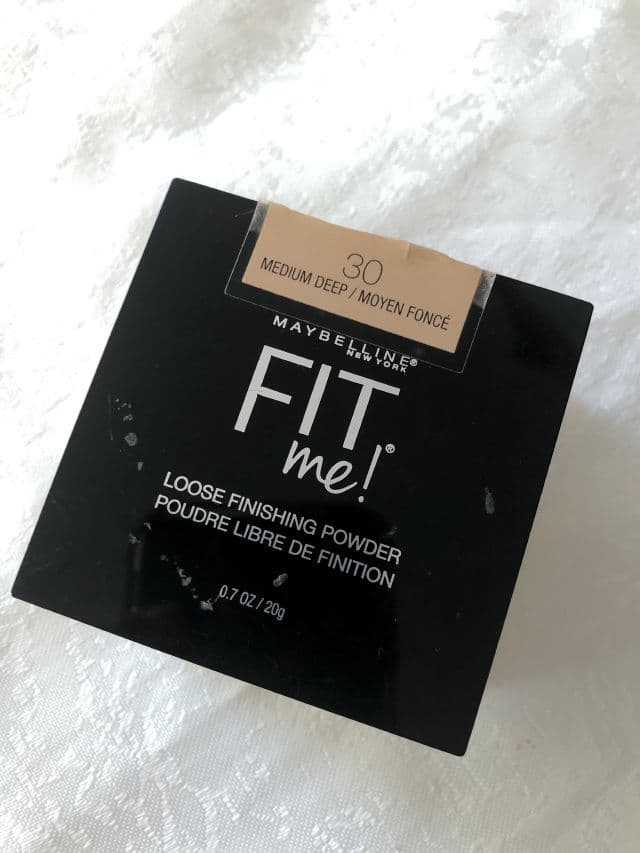 30
MEDIUM DEEP / MOYEN FONCÉ
MAYBELLINE®
NEW YORK
FIT
me!®
LOOSE FINISHING POWDER
POUDRE LIBRE DE FINITION
0.7 OZ / 20g